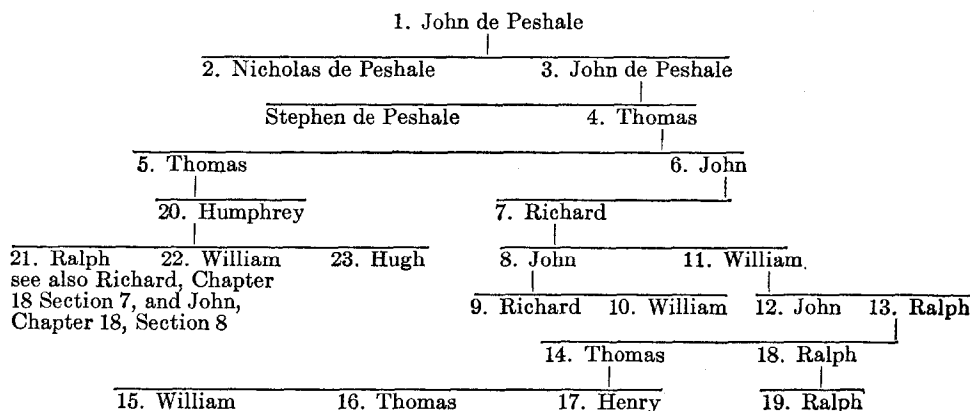 1. John de Peshale
2. Nicholas de Peshale 3. John de Peshale
Stephen de Peshale 4. Thomas
5. Thomas 6. John
20. Humphrey 7. Richard
21. Ralph 22. William 23. Hugh 8. John 11. William
see also Richard, Chapter
18 Section 7, and John,
Chapter 18, Section 8
9. Richard 10. William 12. John 13. Ralph
14. Thomas 18. Ralph
15. William 16. Thomas 17. Henry 19. Ralph